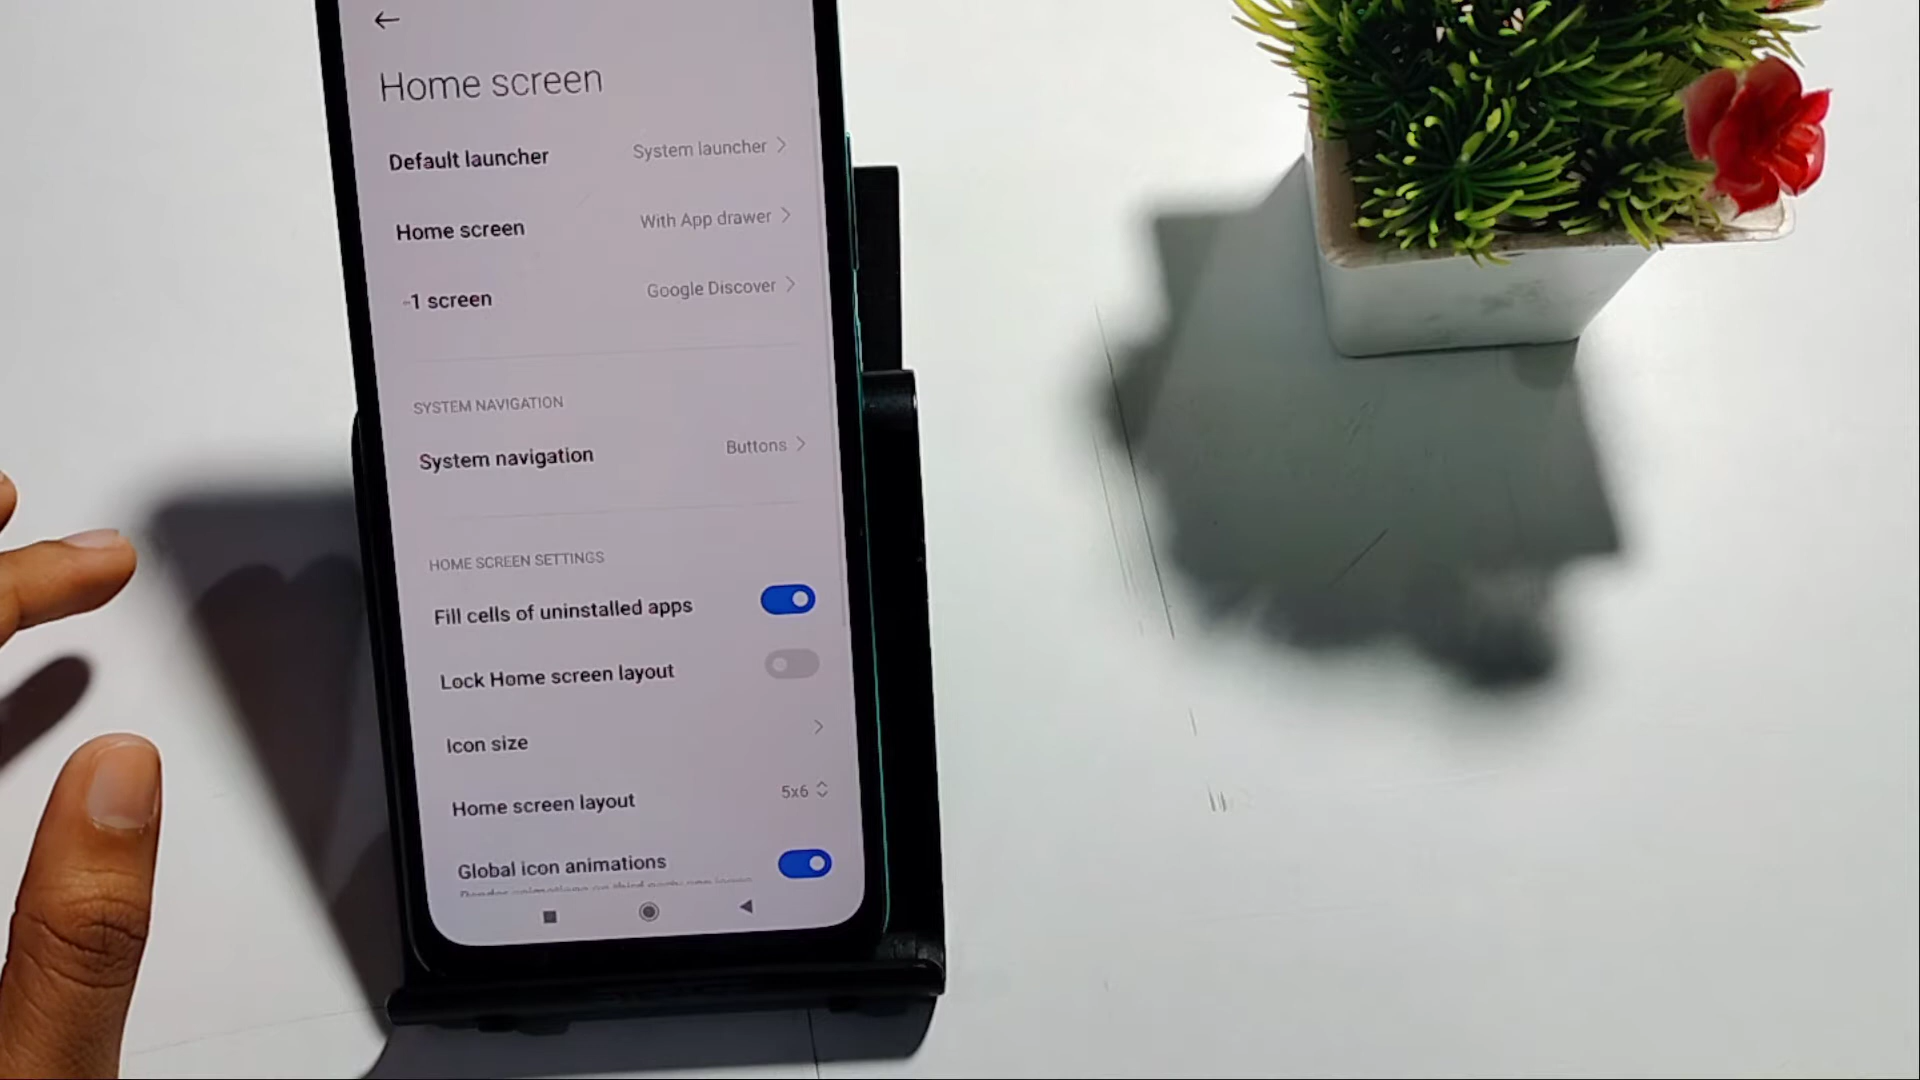 Home screen
Default launcher System launcher
Home screen With App drawer
-1 screen Google Discover
SYSTEM NAVIGATION
System navigation Buttons
HOME SCREEN SETTINGS
Fill cells of uninstalled apps
Lock Home screen layout
Icon size
Home screen layout 5x6
Global icon animations